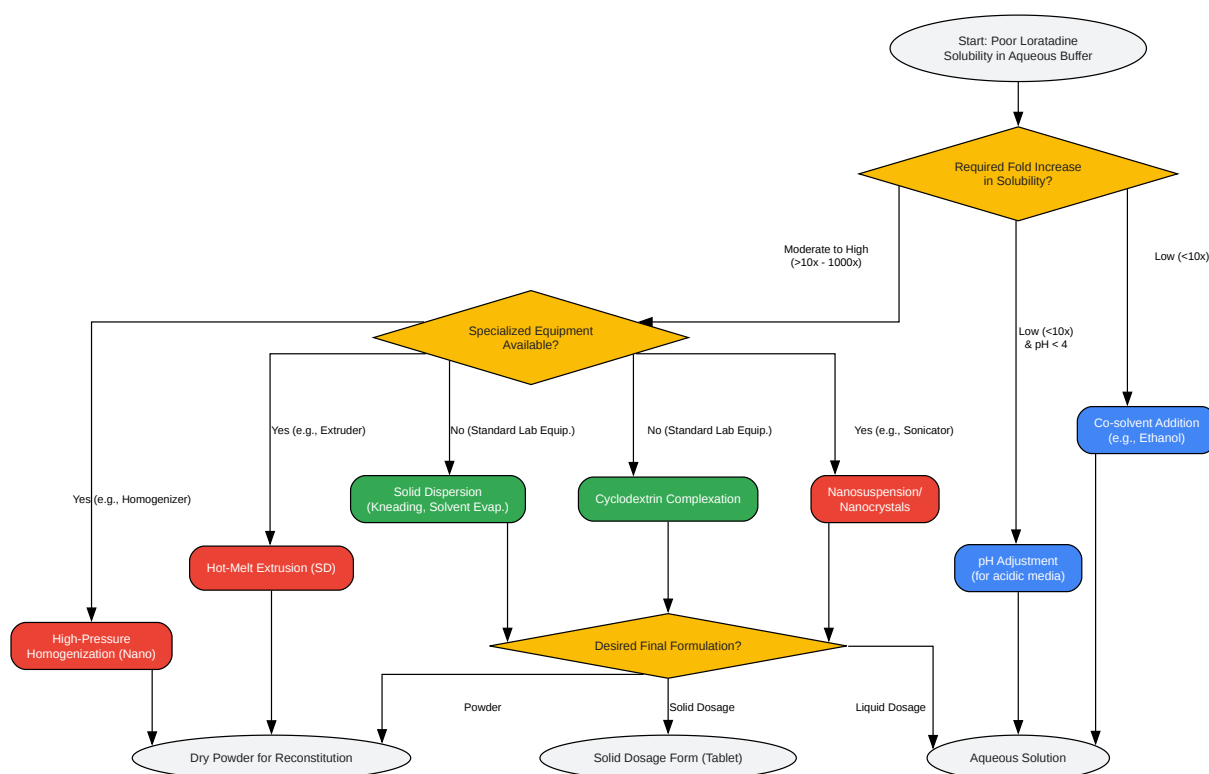 Start: Poor Loratadine
Solubility in Aqueous Buffer
Required Fold Increase
in Solubility?
Moderate to High
(>10x - 1000x)
Low (<10x)
Specialized Equipment
Available?
Low (<10x)
& pH < 4
Yes (e.g., Homogenizer)
Yes (e.g., Extruder)
No (Standard Lab Equip.)
No (Standard Lab Equip.)
Yes (e.g., Sonicator)
Co-solvent Addition
(e.g., Ethanol)
Solid Dispersion
(Kneading, Solvent Evap.)
Cyclodextrin Complexation
Nanosuspension/
Nanocrystals
Hot-Melt Extrusion (SD)
pH Adjustment
(for acidic media)
High-Pressure
Homogenization (Nano)
Desired Final Formulation?
Powder
Solid Dosage
Liquid Dosage
Dry Powder for Reconstitution
Solid Dosage Form (Tablet)
Aqueous Solution